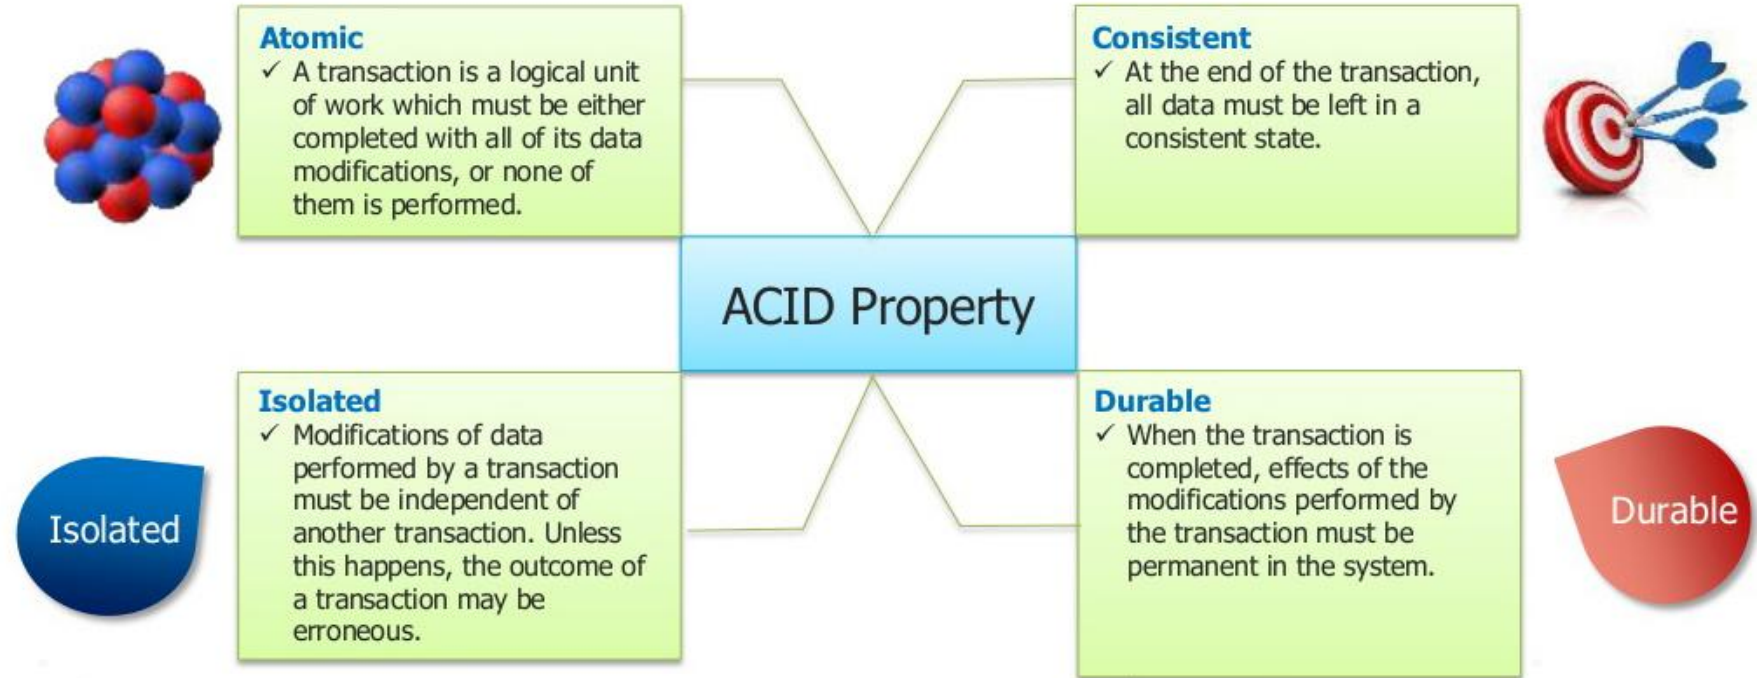 Atomic
✓ A transaction is a logical unit
of work which must be either
completed with all of its data
modifications, or none of
them is performed.
Consistent
✓ At the end of the transaction,
all data must be left in a
consistent state.
ACID Property
Isolated
Isolated
✓ Modifications of data
performed by a transaction
must be independent of
another transaction. Unless
this happens, the outcome of
a transaction may be
erroneous.
Durable
✓ When the transaction is
completed, effects of the
modifications performed by
the transaction must be
permanent in the system.
Durable